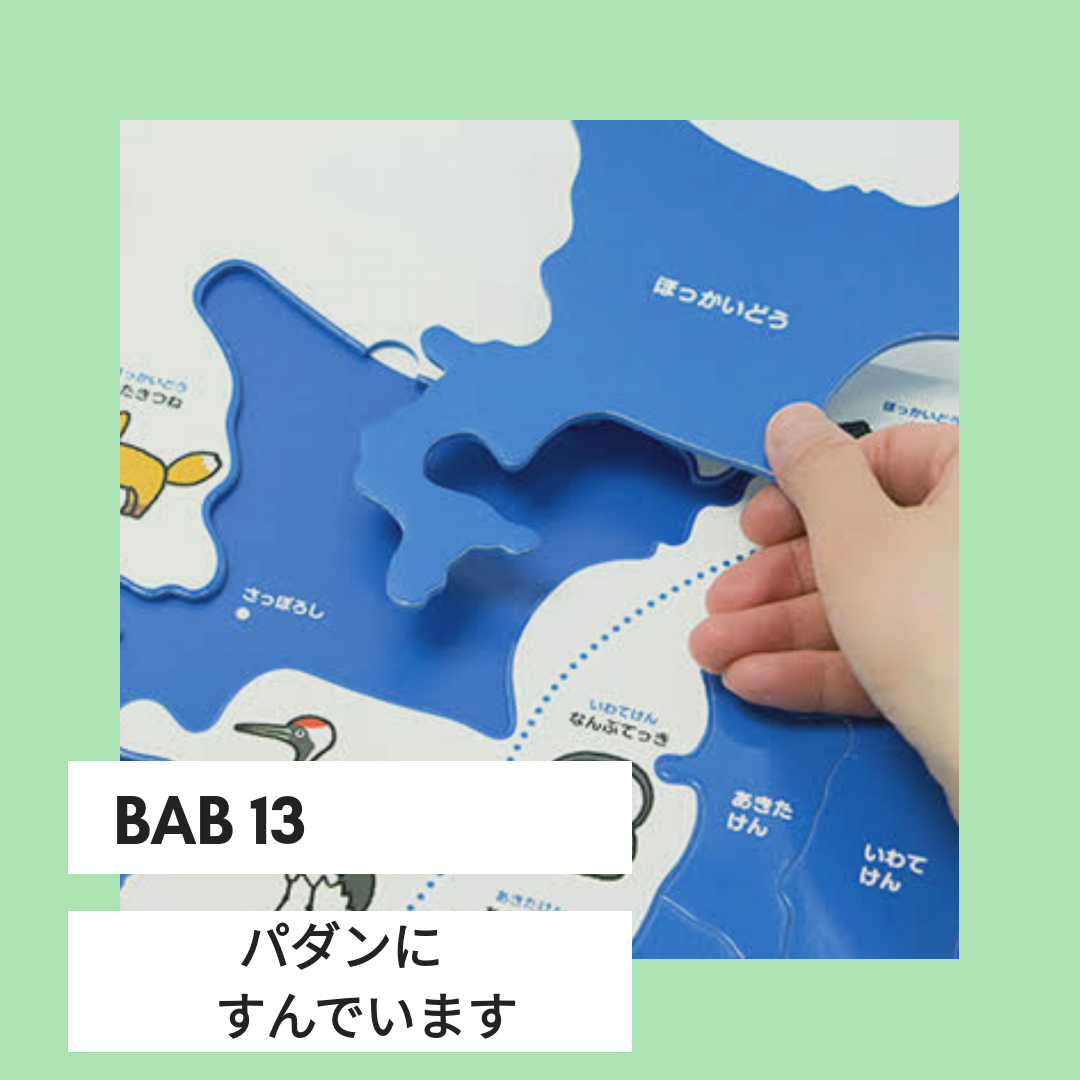 ほっかいどう
ほっかいどう
たきつね
ほっかいどう
さっぽろし
いわてけん
なんぶてっき
あきた
けん
いわて
けん
あきたけん
BAB 13
パダンに
すんでいます